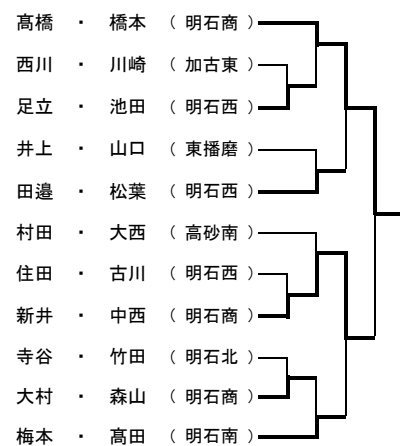 髙橋 ・ 橋本 （ 明石商 ）
西川 ・ 川崎 （ 加古東 ）
足立 ・ 池田 （ 明石西 ）
井上 ・ 山口 （ 東播磨 ）
田邉 ・ 松葉 （ 明石西 ）
村田 ・ 大西 （ 高砂南 ）
住田 ・ 古川 （ 明石西 ）
新井 ・ 中西 （ 明石商 ）
寺谷 ・ 竹田 （ 明石北 ）
大村 ・ 森山 （ 明石商 ）
梅本 ・ 髙田 （ 明石南 ）